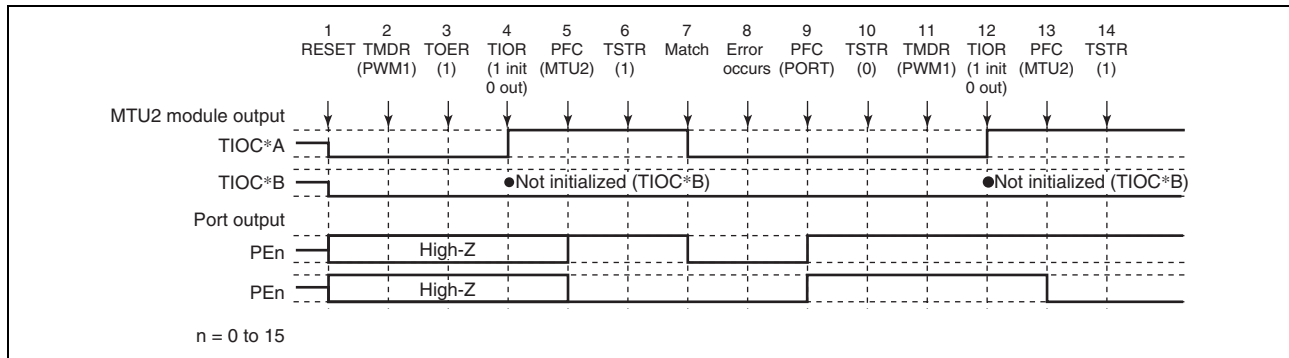 1 2 3 4 5 6 7 8 9 10 11 12 13 14
RESET TMDR TOER TIOR PFC TSTR Match Error PFC TSTR TMDR TIOR PFC TSTR
(PWM1) (1) (1 init (MTU2) (1) occurs (PORT) (0) (PWM1) (1 init (MTU2) (1)
0 out) 0 out)
MTU2 module output
TIOC*A
TIOC*B ●Not initialized (TIOC*B) ●Not initialized (TIOC*B)
Port output
PEn High-Z
PEn High-Z
n = 0 to 15